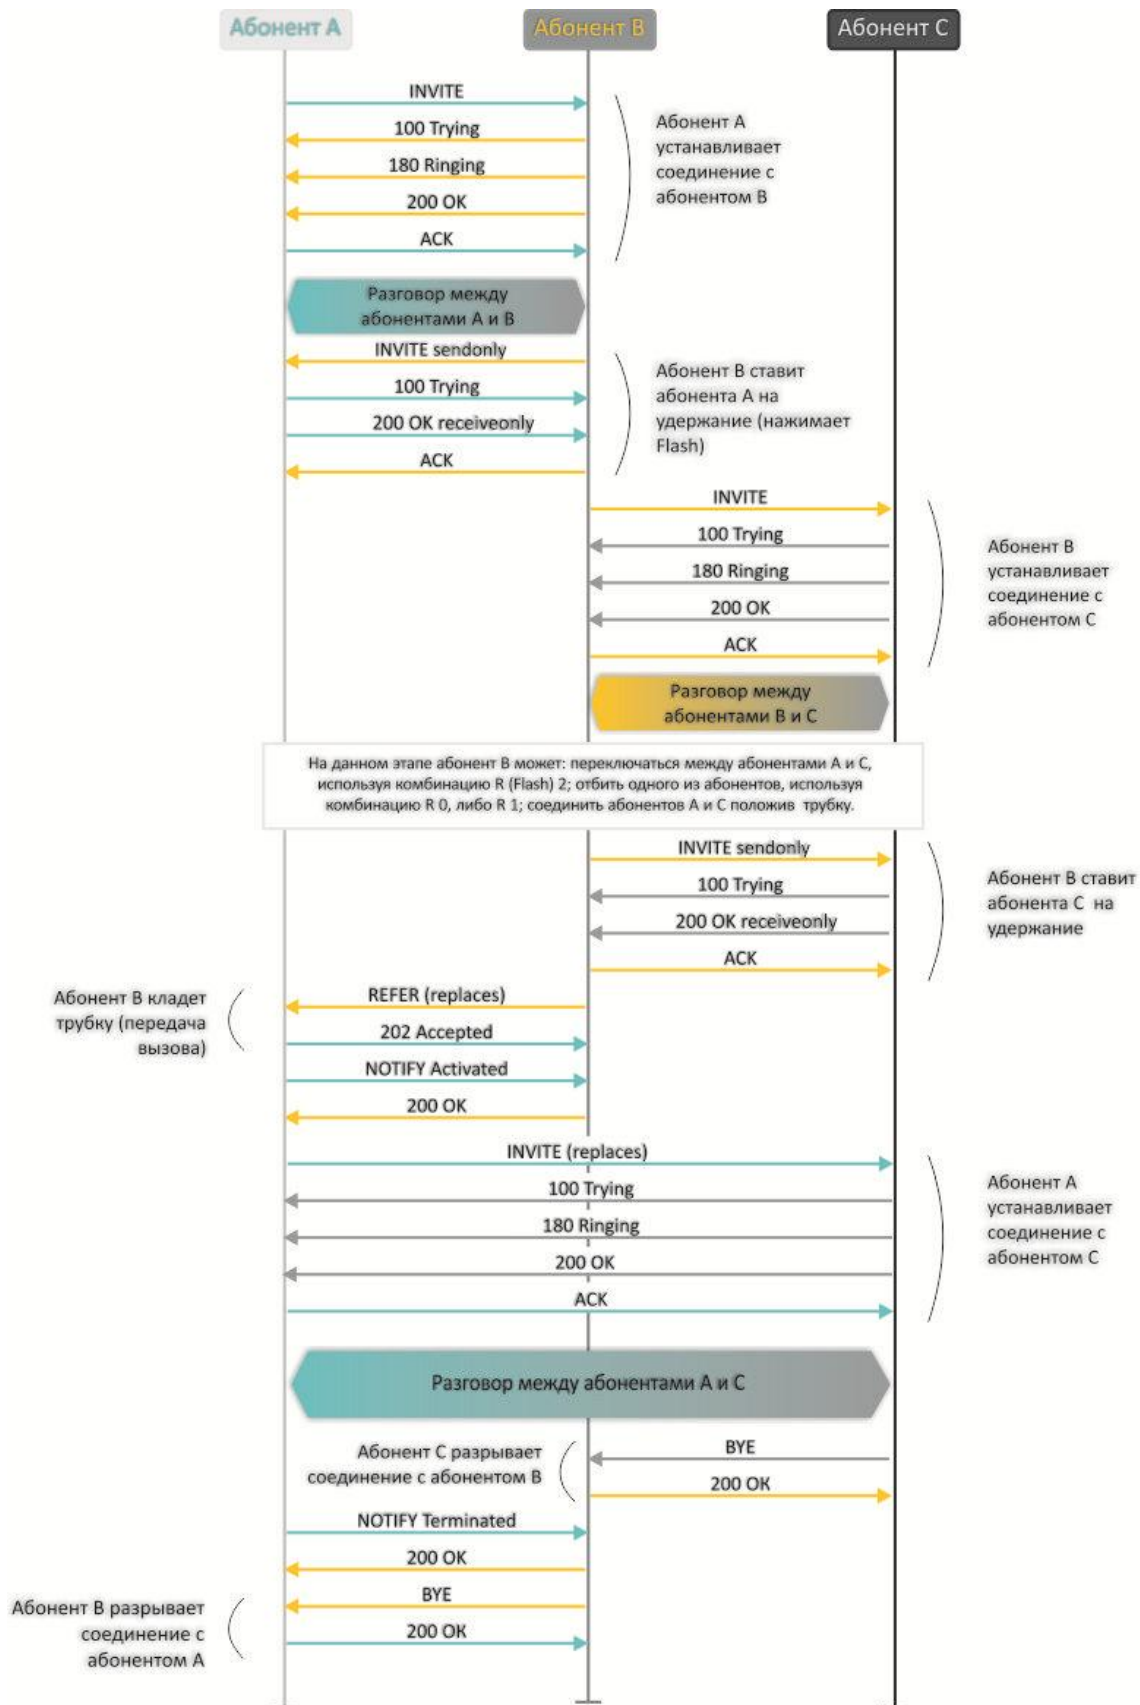 Абонент A
Абонент B
Абонент C
INVITE
100 Trying
180 Ringing
200 OK
ACK
Абонент A
устанавливает
соединение с
абонентом B
Разговор между
абонентами A и B
INVITE sendonly
100 Trying
200 OK receiveonly
ACK
Абонент B ставит
абонента A на
удержание (нажимает
Flash)
INVITE
100 Trying
180 Ringing
200 OK
ACK
Абонент B
устанавливает
соединение с
абонентом C
Разговор между
абонентами B и C
На данном этапе абонент B может: переключаться между абонентами A и C,
используя комбинацию R (Flash) 2; отбить одного из абонентов, используя
комбинацию R 0, либо R 1; соединить абонентов A и C положив трубку.
INVITE sendonly
100 Trying
200 OK receiveonly
ACK
Абонент B ставит
абонента C на
удержание
Абонент B кладет
трубку (передача
вызова)
REFER (replaces)
202 Accepted
NOTIFY Activated
200 OK
INVITE (replaces)
100 Trying
180 Ringing
200 OK
ACK
Абонент A
устанавливает
соединение с
абонентом C
Разговор между абонентами A и C
Абонент C разрывает
соединение с абонентом B
BYE
200 OK
NOTIFY Terminated
200 OK
BYE
200 OK
Абонент B разрывает
соединение с
абонентом A